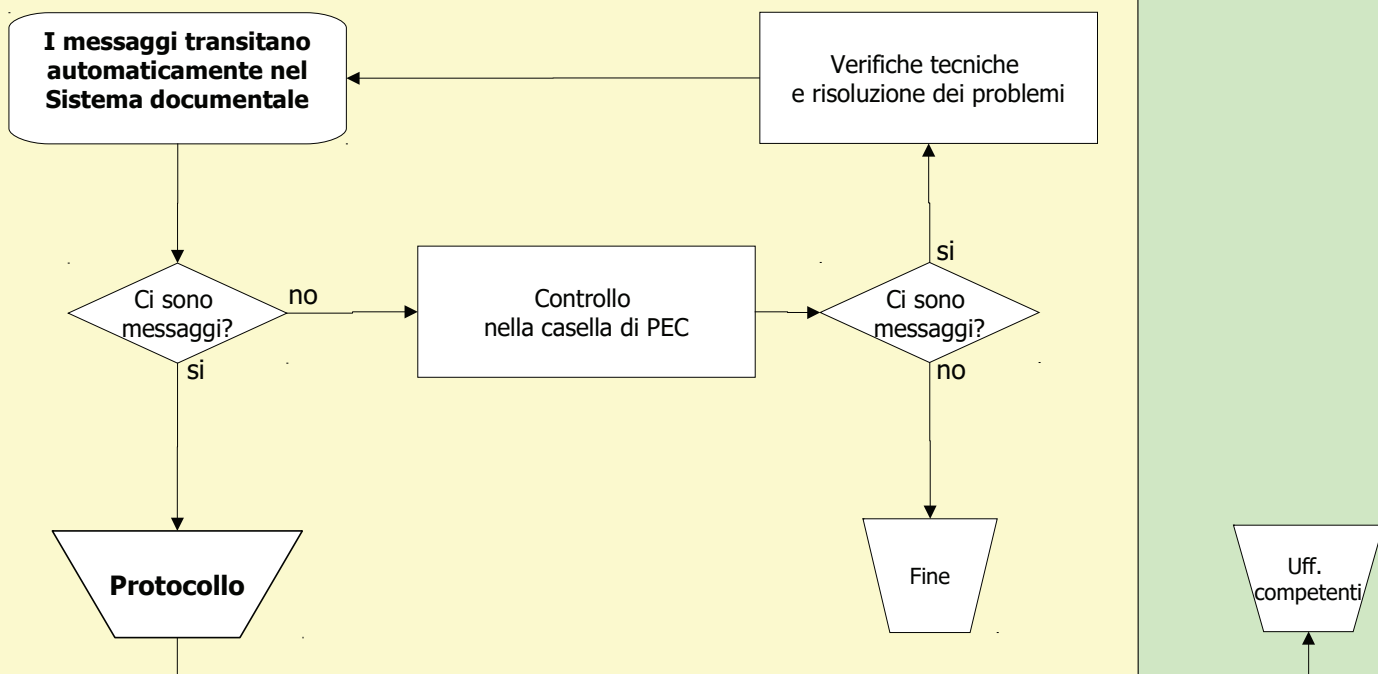 I messaggi transitano
automaticamente nel
Sistema documentale
Verifiche tecniche
e risoluzione dei problemi
Ci sono
messaggi?
no
si
Controllo
nella casella di PEC
Ci sono
messaggi?
si
no
Protocollo
Fine
Uff.
competenti